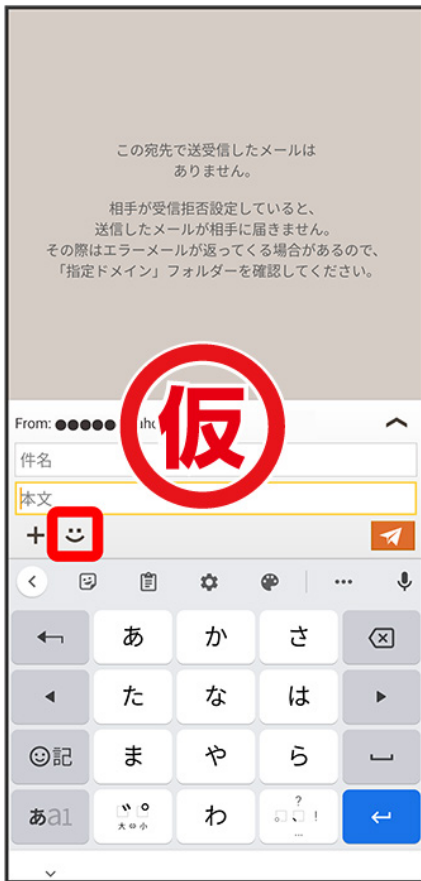 この宛先で送受信したメールは
ありません。
相手が受信拒否設定していると、
送信したメールが相手に届きません。
その際はエラーメールが返ってくる場合があるので、
「指定ドメイン」フォルダーを確認してください。
仮
From: ●●●●●
件名
本文
あ か さ
た な は
☺記 ま や ら
あa1 大⇔小 わ ? ! ...